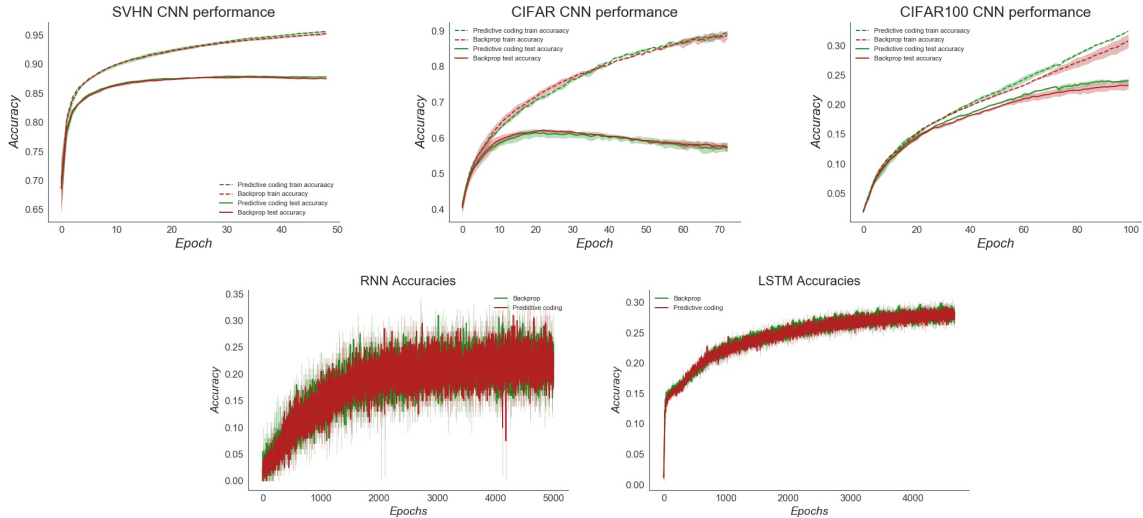 SVHN CNN performance
0.95
0.90
0.85
0.80
0.75
0.70
0.65
Accuracy
Predictive coding train accuraacy
Backprop train accuracy
Predictive coding test accuracy
Backprop test accuracy
0 10 20 30 40 50
Epoch
CIFAR CNN performance
0.9
0.8
0.7
0.6
0.5
0.4
Accuracy
Predictive coding train accuraacy
Backprop train accuracy
Predictive coding test accuracy
Backprop test accuracy
0 10 20 30 40 50 60 70
Epoch
CIFAR100 CNN performance
0.30
0.25
0.20
0.15
0.10
0.05
Accuracy
Predictive coding train accuraacy
Backprop train accuracy
Predictive coding test accuracy
Backprop test accuracy
0 20 40 60 80 100
Epoch
RNN Accuracies
0.35
0.30
0.25
0.20
0.15
0.10
0.05
0.00
Accuracy
Backprop
Predictive coding
0 1000 2000 3000 4000 5000
Epochs
LSTM Accuracies
0.30
0.25
0.20
0.15
0.10
0.05
0.00
Accuracy
Backprop
Predictive coding
0 1000 2000 3000 4000
Epochs